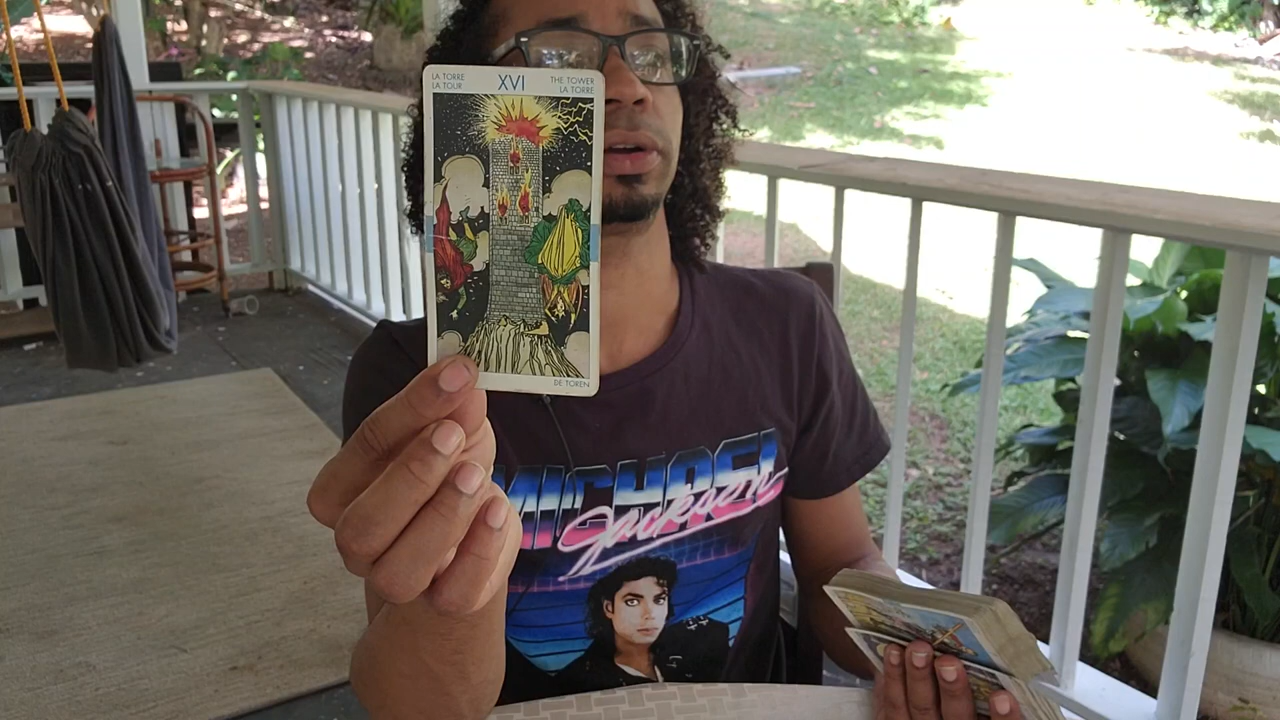 LA TORRE
LA TOUR
XVI
THE TOWER
LA TORRE
DE TOREN
MICHAEL
Jackson